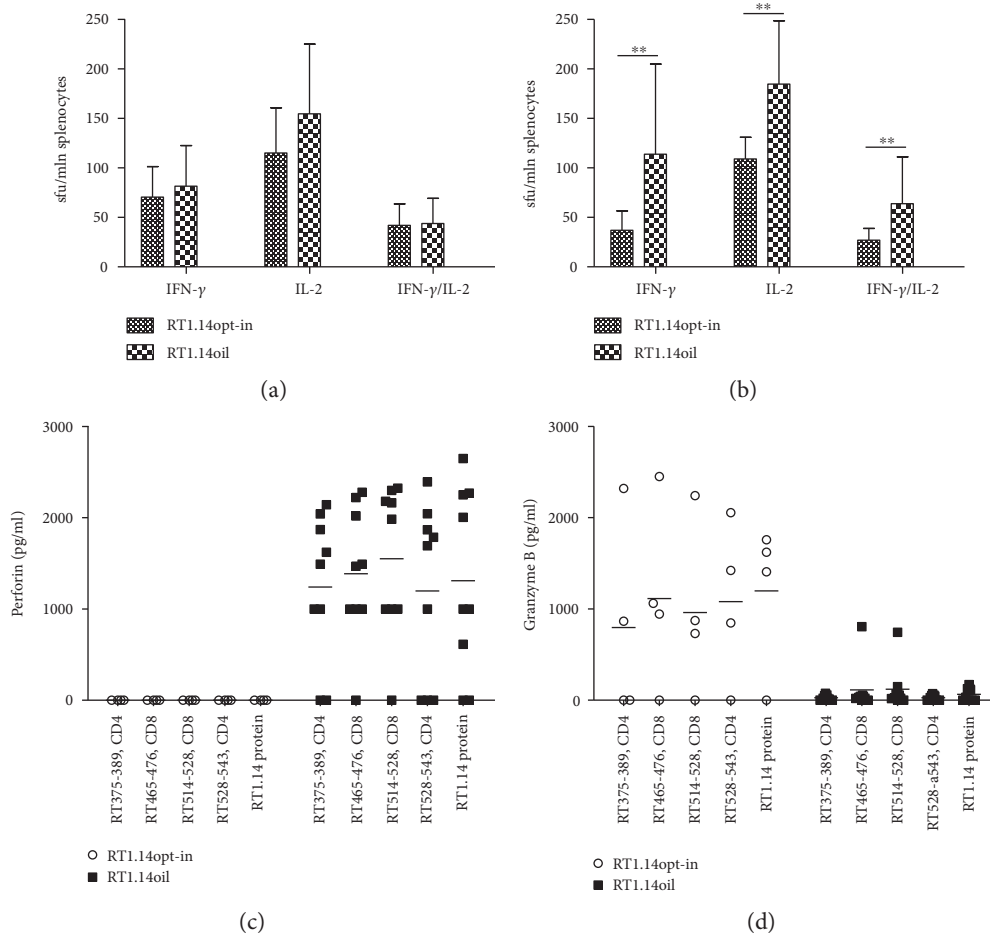 250
200
150
100
50
0
sfu/mln splenocytes
IFN-γ
IL-2
IFN-γ/IL-2
RT1.14opt-in
RT1.14oil
(a)
250
200
150
100
50
0
sfu/mln splenocytes
**
**
**
IFN-γ
IL-2
IFN-γ/IL-2
RT1.14opt-in
RT1.14oil
(b)
3000
2000
1000
0
Perforin (pg/ml)
RT375-389, CD4
RT465-476, CD8
RT514-528, CD8
RT528-543, CD4
RT1.14 protein
RT375-389, CD4
RT465-476, CD8
RT514-528, CD8
RT528-543, CD4
RT1.14 protein
RT1.14opt-in
RT1.14oil
(c)
3000
2000
1000
0
Granzyme B (pg/ml)
RT375-389, CD4
RT465-476, CD8
RT514-528, CD8
RT528-543, CD4
RT1.14 protein
RT375-389, CD4
RT465-476, CD8
RT514-528, CD8
RT528-a543, CD4
RT1.14 protein
RT1.14opt-in
RT1.14oil
(d)